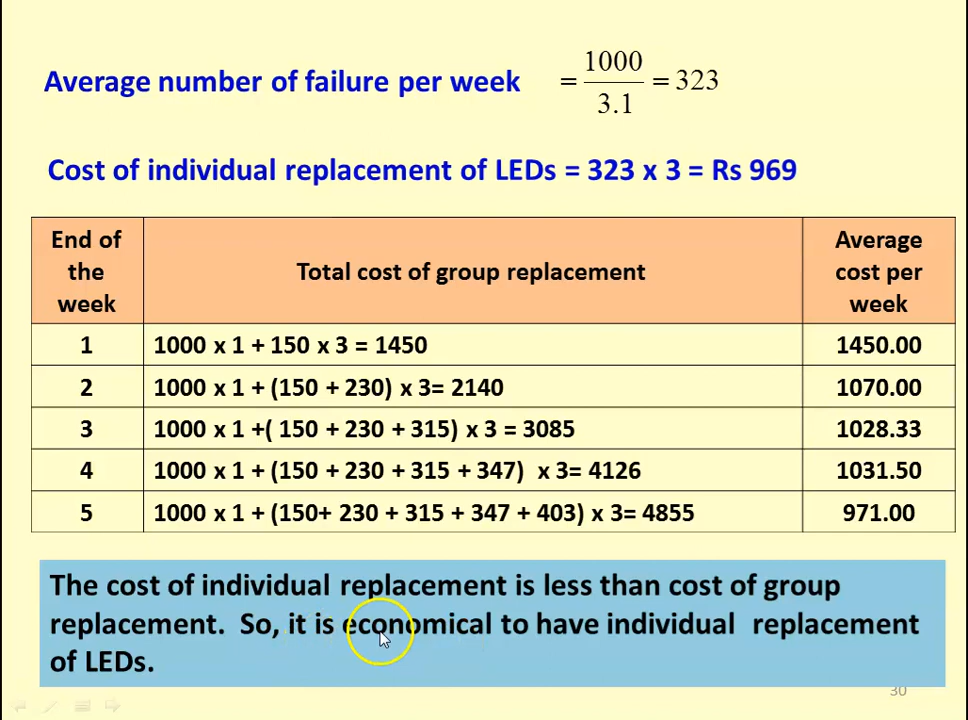 Average number of failure per week = 1000 / 3.1 = 323
Cost of individual replacement of LEDs = 323 x 3 = Rs 969
End of the week | Total cost of group replacement | Average cost per week
1 | 1000 x 1 + 150 x 3 = 1450 | 1450.00
2 | 1000 x 1 + (150 + 230) x 3= 2140 | 1070.00
3 | 1000 x 1 +( 150 + 230 + 315) x 3 = 3085 | 1028.33
4 | 1000 x 1 + (150 + 230 + 315 + 347) x 3= 4126 | 1031.50
5 | 1000 x 1 + (150+ 230 + 315 + 347 + 403) x 3= 4855 | 971.00
The cost of individual replacement is less than cost of group
replacement. So, it is economical to have individual replacement
of LEDs.
30